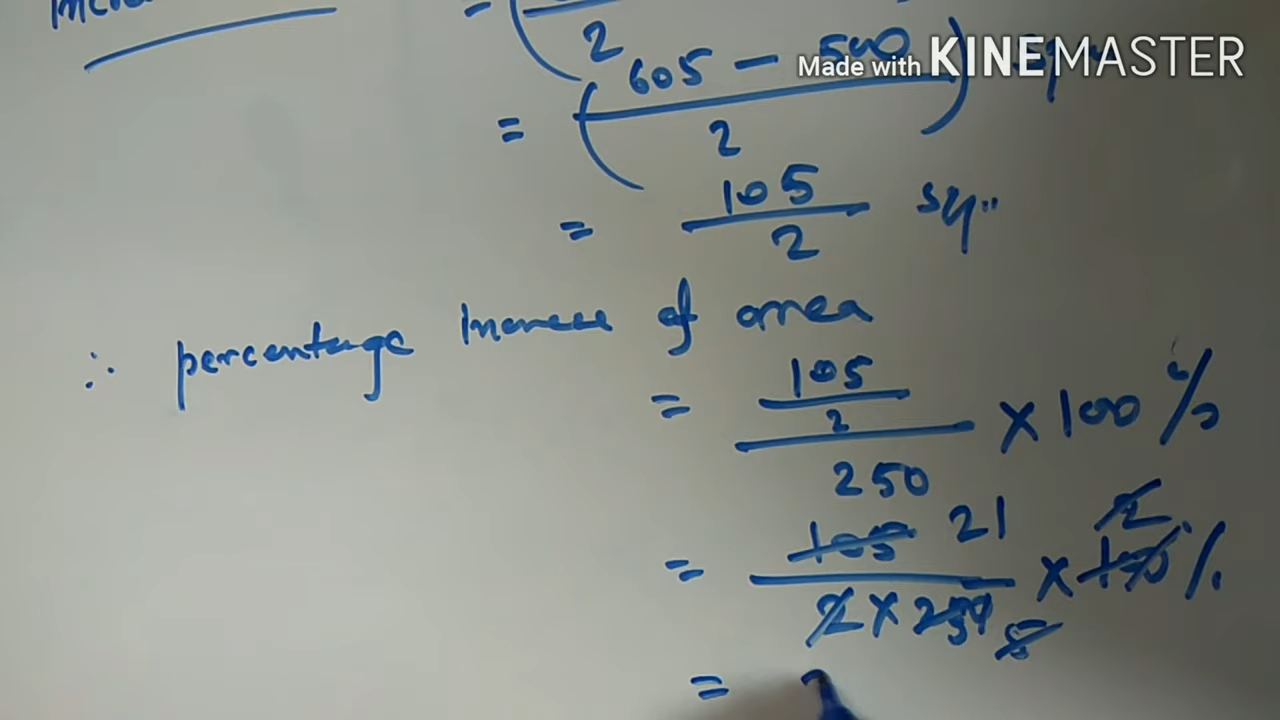 = (
2
Made with KINEMASTER
= ( 605 - 500 / 2 )
= 105 / 2 sq..
∴ percentage Increase of area
= 105 / 2 / 250 × 100 %
= 105 21 / 2 × 250 5 × 100 2 %
=